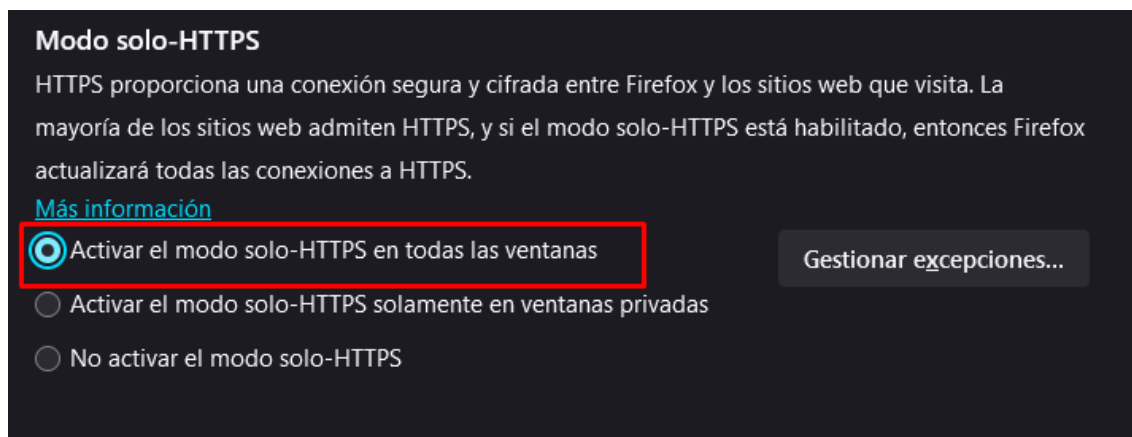 Modo solo-HTTPS
HTTPS proporciona una conexión segura y cifrada entre Firefox y los sitios web que visita. La
mayoría de los sitios web admiten HTTPS, y si el modo solo-HTTPS está habilitado, entonces Firefox
actualizará todas las conexiones a HTTPS.
Más información
Activar el modo solo-HTTPS en todas las ventanas
Gestionar excepciones...
Activar el modo solo-HTTPS solamente en ventanas privadas
No activar el modo solo-HTTPS